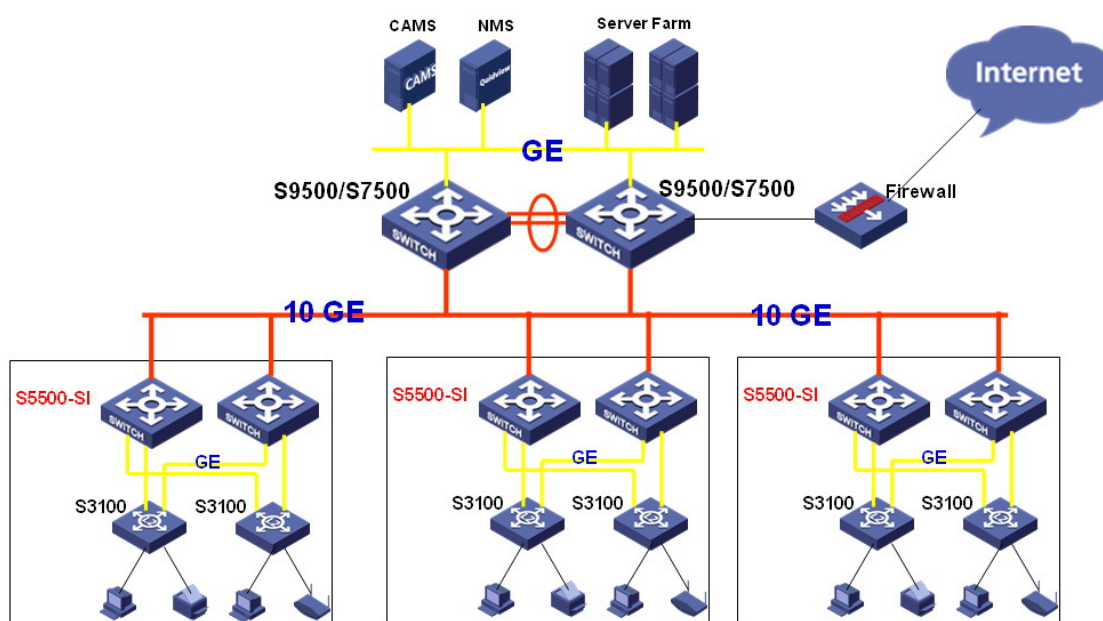 CAMS
NMS
Server Farm
CAMS
Quidview
Internet
GE
S9500/S7500
S9500/S7500
Firewall
SWITCH
SWITCH
10 GE
10 GE
S5500-SI
SWITCH
SWITCH
S5500-SI
SWITCH
SWITCH
S5500-SI
SWITCH
SWITCH
GE
GE
GE
S3100
S3100
S3100
S3100
S3100
S3100